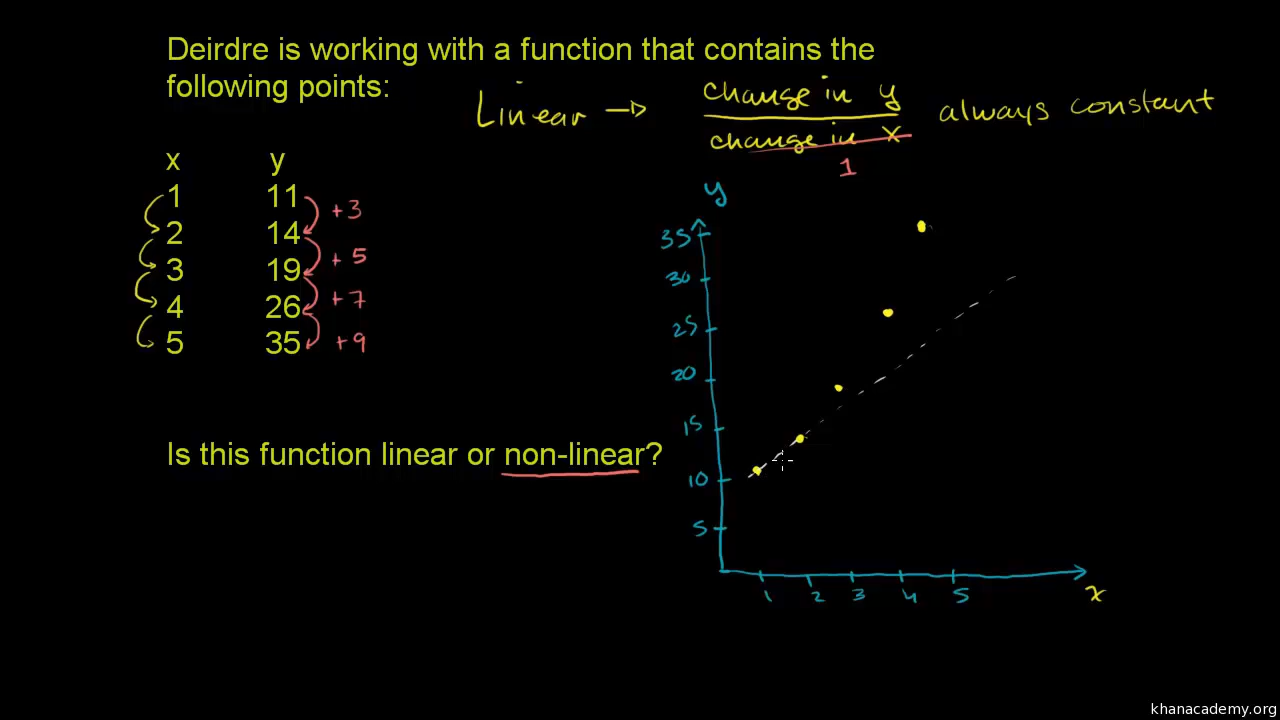 Deirdre is working with a function that contains the
following points:
Linear → change in y always constant
change in x
1
x y
1 11
+3
2 14
+5
3 19
+7
4 26
+9
5 35
Is this function linear or non-linear?
y
35
30
25
20
15
10
5
1 2 3 4 5
x
khanacademy.org